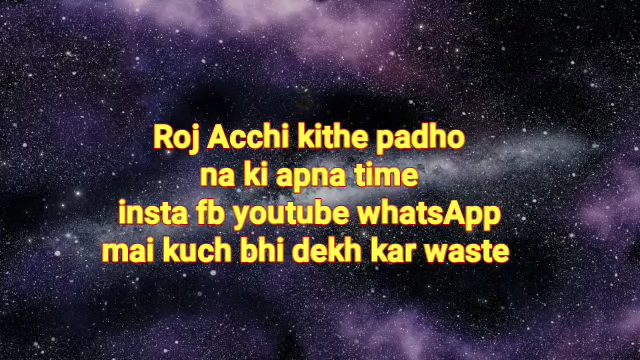 Roj Acchi kithe padho
na ki apna time
insta fb youtube whatsApp
mai kuch bhi dekh kar waste